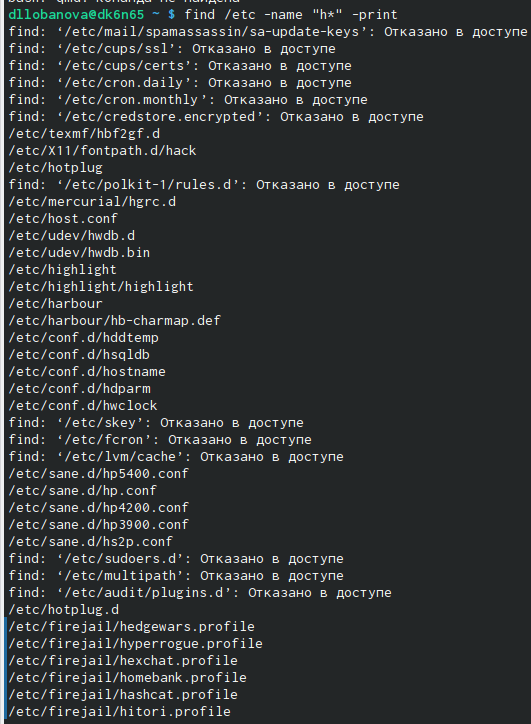 dllobanova@dk6n65 ~ $ find /etc -name "h*" -print
find: ‘/etc/mail/spamassassin/sa-update-keys’: Отказано в доступе
find: ‘/etc/cups/ssl’: Отказано в доступе
find: ‘/etc/cups/certs’: Отказано в доступе
find: ‘/etc/cron.daily’: Отказано в доступе
find: ‘/etc/cron.monthly’: Отказано в доступе
find: ‘/etc/credstore.encrypted’: Отказано в доступе
/etc/texmf/hbf2gf.d
/etc/X11/fontpath.d/hack
/etc/hotplug
find: ‘/etc/polkit-1/rules.d’: Отказано в доступе
/etc/mercurial/hgrc.d
/etc/host.conf
/etc/udev/hwdb.d
/etc/udev/hwdb.bin
/etc/highlight
/etc/highlight/highlight
/etc/harbour
/etc/harbour/hb-charmap.def
/etc/conf.d/hddtemp
/etc/conf.d/hsqldb
/etc/conf.d/hostname
/etc/conf.d/hdparm
/etc/conf.d/hwclock
find: ‘/etc/skey’: Отказано в доступе
find: ‘/etc/fcron’: Отказано в доступе
find: ‘/etc/lvm/cache’: Отказано в доступе
/etc/sane.d/hp5400.conf
/etc/sane.d/hp.conf
/etc/sane.d/hp4200.conf
/etc/sane.d/hp3900.conf
/etc/sane.d/hs2p.conf
find: ‘/etc/sudoers.d’: Отказано в доступе
find: ‘/etc/multipath’: Отказано в доступе
find: ‘/etc/audit/plugins.d’: Отказано в доступе
/etc/hotplug.d
/etc/firejail/hedgewars.profile
/etc/firejail/hyperrogue.profile
/etc/firejail/hexchat.profile
/etc/firejail/homebank.profile
/etc/firejail/hashcat.profile
/etc/firejail/hitori.profile